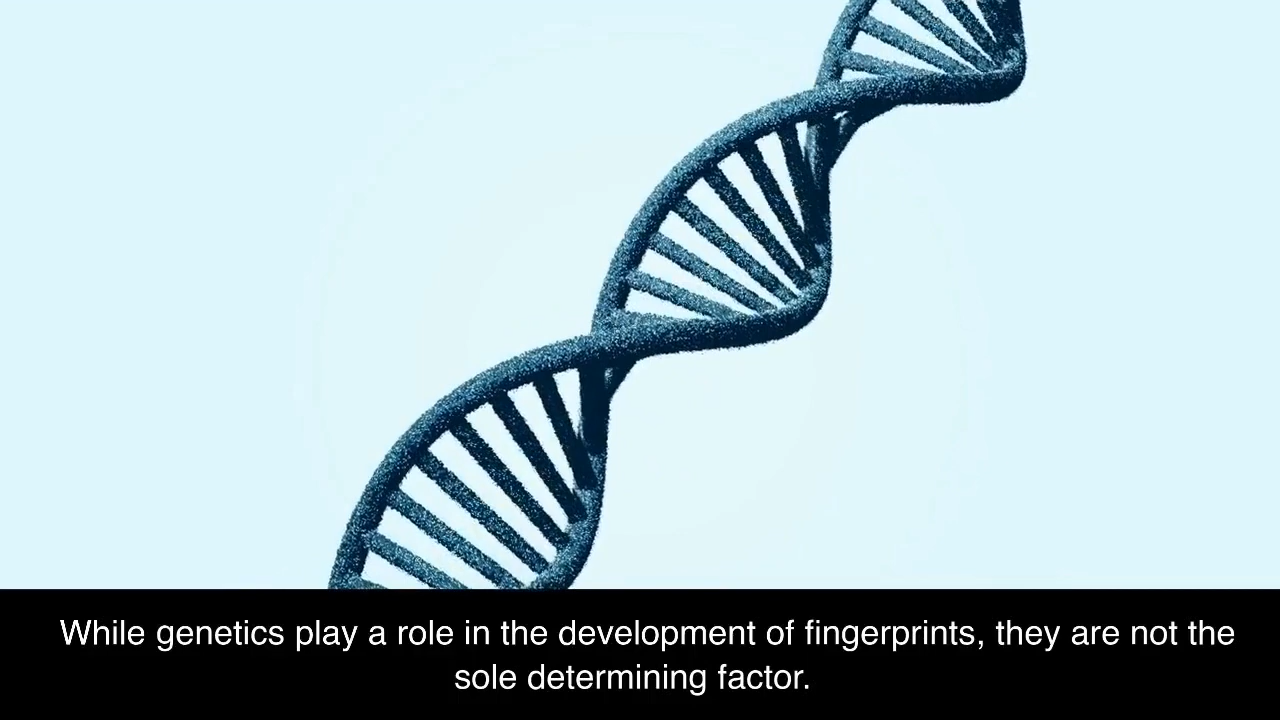 While genetics play a role in the development of fingerprints, they are not the
sole determining factor.